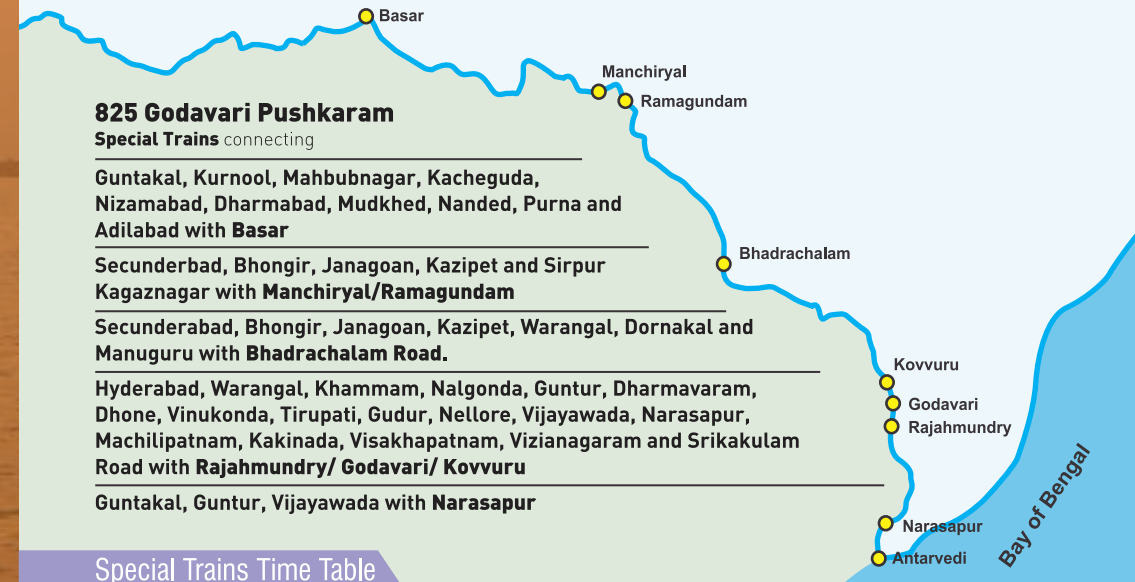 Basar
Manchiryal
Ramagundam
825 Godavari Pushkaram
Special Trains connecting
Guntakal, Kurnool, Mahbubnagar, Kacheguda,
Nizamabad, Dharmabad, Mudkhed, Nanded, Purna and
Adilabad with Basar
Bhadrachalam
Secunderbad, Bhongir, Janagoan, Kazipet and Sirpur
Kagaznagar with Manchiryal/Ramagundam
Secunderabad, Bhongir, Janagoan, Kazipet, Warangal, Dornakal and
Manuguru with Bhadrachalam Road.
Kovvuru
Godavari
Rajahmundry
Hyderabad, Warangal, Khammam, Nalgonda, Guntur, Dharmavaram,
Dhone, Vinukonda, Tirupati, Gudur, Nellore, Vijayawada, Narasapur,
Machilipatnam, Kakinada, Visakhapatnam, Vizianagaram and Srikakulam
Road with Rajahmundry/ Godavari/ Kovvuru
Guntakal, Guntur, Vijayawada with Narasapur
Narasapur
Antarvedi
Bay of Bengal
Special Trains Time Table